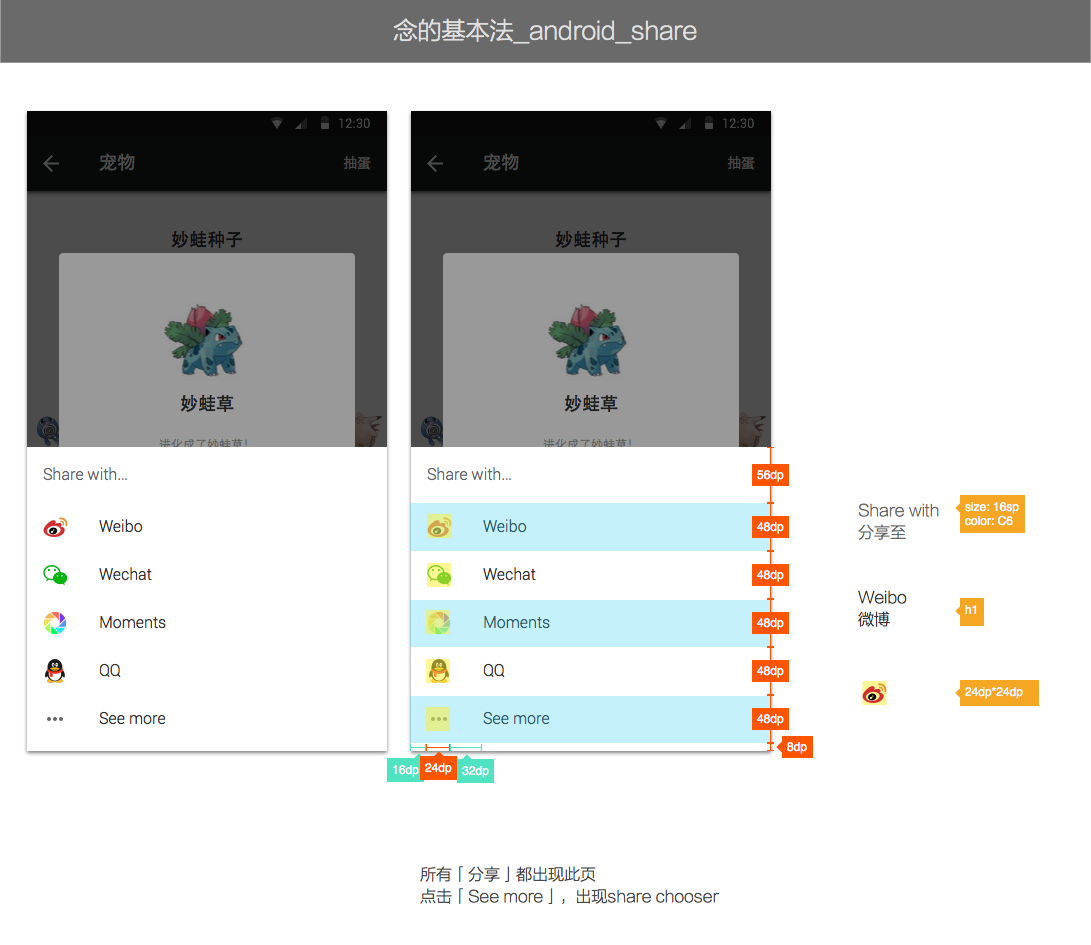 念的基本法_android_share
12:30
宠物
抽蛋
妙蛙种子
妙蛙草
进化成了妙蛙草!
Share with...
Weibo
Wechat
Moments
QQ
See more
12:30
宠物
抽蛋
妙蛙种子
妙蛙草
进化成了妙蛙草!
Share with...
56dp
Weibo
48dp
Wechat
48dp
Moments
48dp
QQ
48dp
See more
48dp
8dp
16dp
24dp
32dp
Share with
分享至
size: 16sp
color: C6
Weibo
微博
h1
24dp*24dp
所有「分享」都出现此页
点击「See more」，出现share chooser